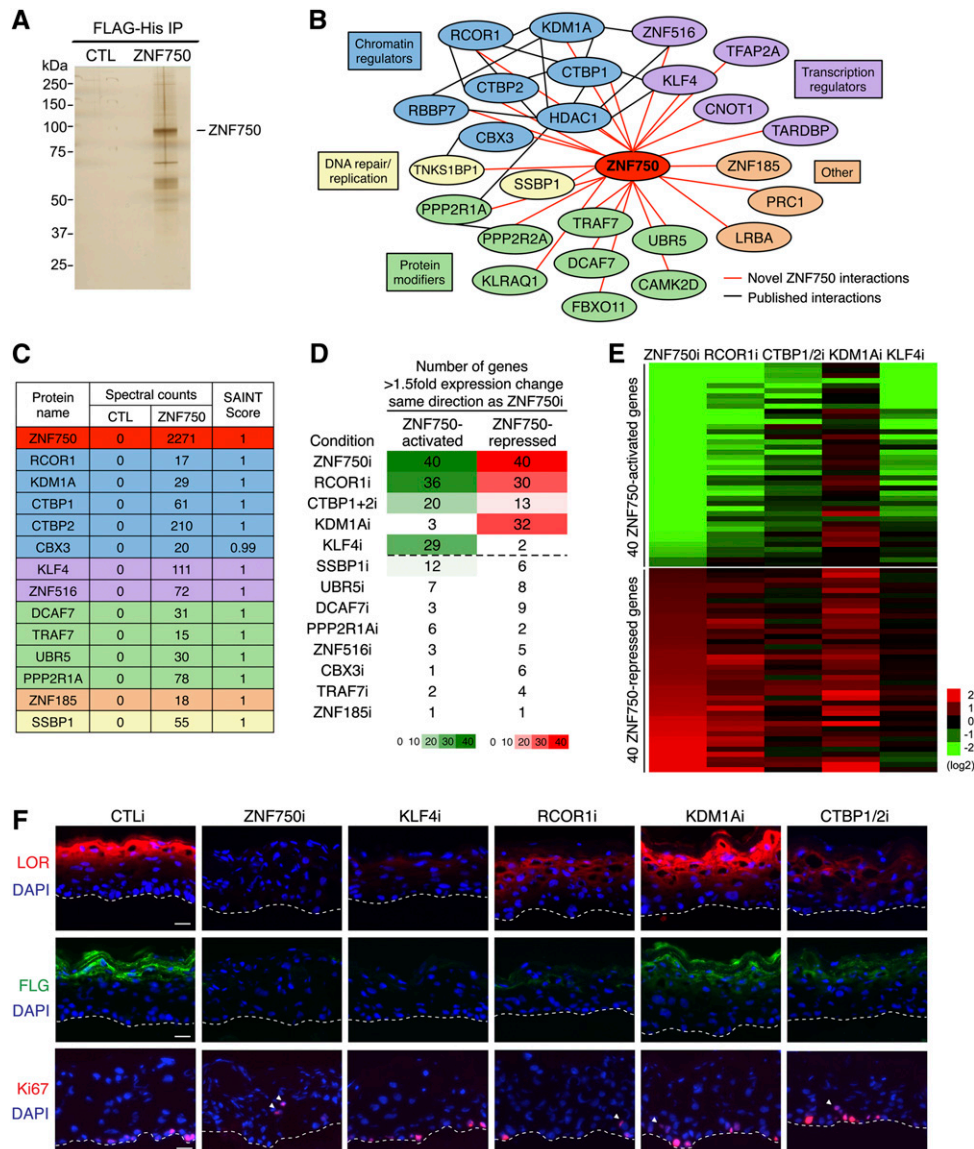 A
FLAG-His IP
CTL ZNF750
kDa
250
150
100
75
50
37
25
ZNF750
B
Chromatin regulators
RCOR1
KDM1A
ZNF516
TFAP2A
CTBP1
CTBP2
KLF4
Transcription regulators
RBBP7
HDAC1
CNOT1
CBX3
TARDBP
DNA repair/ replication
TNKS1BP1
SSBP1
ZNF750
ZNF185
Other
PPP2R1A
PRC1
PPP2R2A
TRAF7
UBR5
LRBA
Protein modifiers
KLRAQ1
DCAF7
CAMK2D
FBXO11
Novel ZNF750 interactions
Published interactions
C
Protein name Spectral counts SAINT Score
CTL ZNF750
ZNF750 0 2271 1
RCOR1 0 17 1
KDM1A 0 29 1
CTBP1 0 61 1
CTBP2 0 210 1
CBX3 0 20 0.99
KLF4 0 111 1
ZNF516 0 72 1
DCAF7 0 31 1
TRAF7 0 15 1
UBR5 0 30 1
PPP2R1A 0 78 1
ZNF185 0 18 1
SSBP1 0 55 1
D
Number of genes
>1.5fold expression change
same direction as ZNF750i
Condition ZNF750-activated ZNF750-repressed
ZNF750i 40 40
RCOR1i 36 30
CTBP1+2i 20 13
KDM1Ai 3 32
KLF4i 29 2
SSBP1i 12 6
UBR5i 7 8
DCAF7i 3 9
PPP2R1Ai 6 2
ZNF516i 3 5
CBX3i 1 6
TRAF7i 2 4
ZNF185i 1 1
0 10 20 30 40 0 10 20 30 40
E
ZNF750i RCOR1i CTBP1/2i KDM1Ai KLF4i
40 ZNF750-activated genes
40 ZNF750-repressed genes
2
1
0
-1
-2
(log2)
F
CTLi ZNF750i KLF4i RCOR1i KDM1Ai CTBP1/2i
LOR
DAPI
FLG
DAPI
Ki67
DAPI